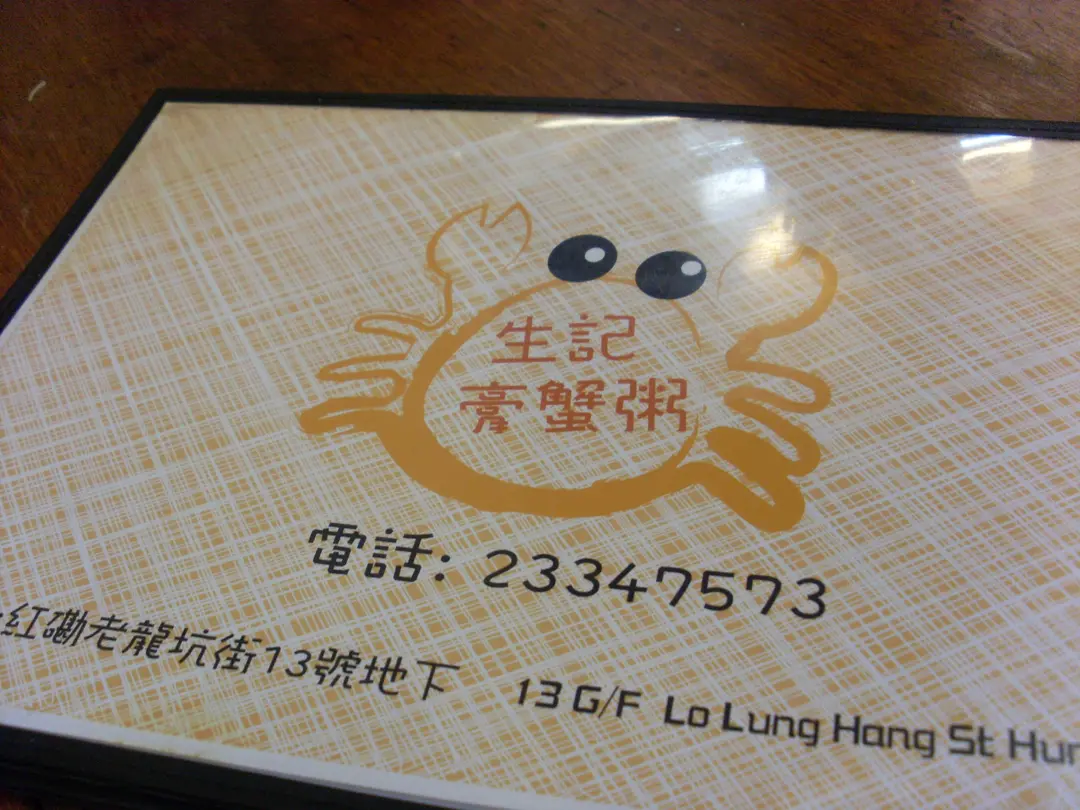 生記
膏蟹粥
電話: 23347573
紅磡老龍坑街13號地下
13 G/F Lo Lung Hang St